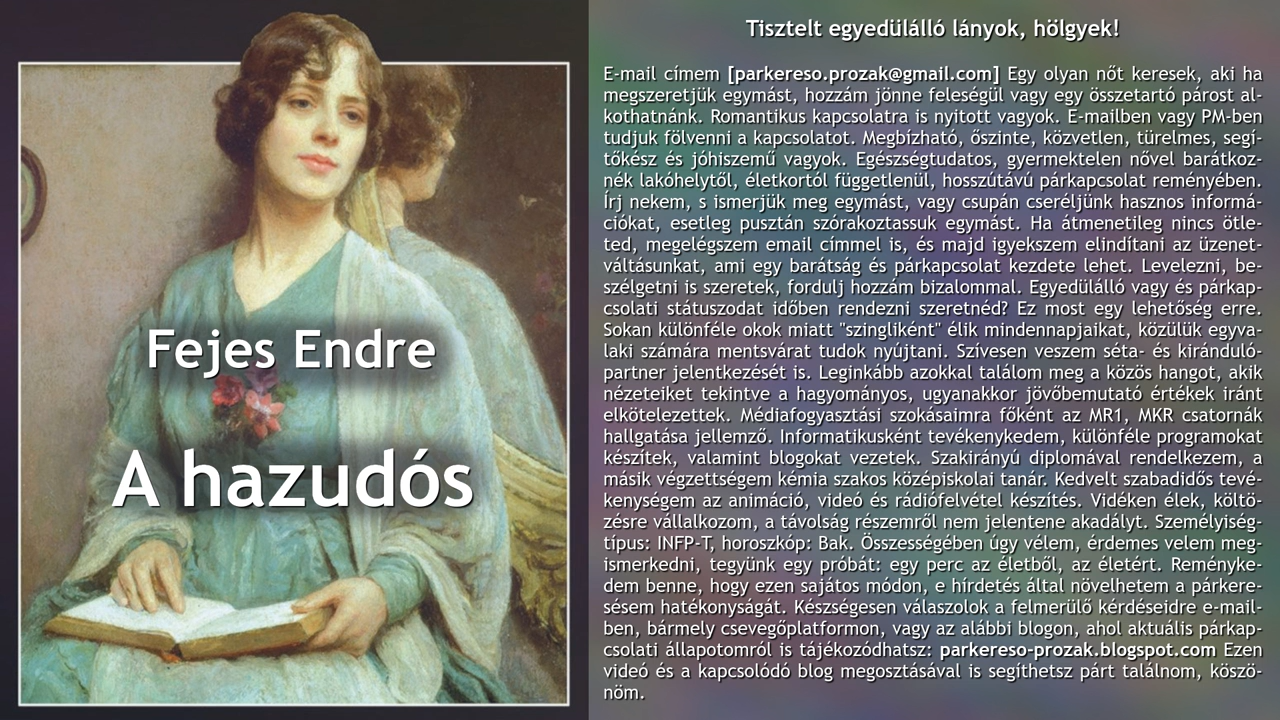 Fejes Endre
A hazudós
Tisztelt egyedülálló lányok, hölgyek!
E-mail címem [parkereso.prozak@gmail.com] Egy olyan nőt keresek, aki ha
megszeretjük egymást, hozzám jönne feleségül vagy egy összetartó párost al-
kothatnánk. Romantikus kapcsolatra is nyitott vagyok. E-mailben vagy PM-ben
tudjuk fölvenni a kapcsolatot. Megbízható, őszinte, közvetlen, türelmes, segí-
tőkész és jóhiszemű vagyok. Egészségtudatos, gyermektelen nővel barátkoz-
nék lakóhelytől, életkortól függetlenül, hosszútávú párkapcsolat reményében.
Írj nekem, s ismerjük meg egymást, vagy csupán cseréljünk hasznos informá-
ciókat, esetleg pusztán szórakoztassuk egymást. Ha átmenetileg nincs ötle-
ted, megelégszem email címmel is, és majd igyekszem elindítani az üzenet-
váltásunkat, ami egy barátság és párkapcsolat kezdete lehet. Levelezni, be-
szélgetni is szeretek, fordulj hozzám bizalommal. Egyedülálló vagy és párkap-
csolati státuszodat időben rendezni szeretnéd? Ez most egy lehetőség erre.
Sokan különféle okok miatt "szingliként" élik mindennapjaikat, közülük egyva-
laki számára mentsvárat tudok nyújtani. Szívesen veszem séta- és kiránduló-
partner jelentkezését is. Leginkább azokkal találom meg a közös hangot, akik
nézeteiket tekintve a hagyományos, ugyanakkor jövőbemutató értékek iránt
elkötelezettek. Médiafogyasztási szokásaimra főként az MR1, MKR csatornák
hallgatása jellemző. Informatikusként tevékenykedem, különféle programokat
készítek, valamint blogokat vezetek. Szakirányú diplomával rendelkezem, a
másik végzettségem kémia szakos középiskolai tanár. Kedvelt szabadidős tevé-
kenységem az animáció, videó és rádiófelvétel készítés. Vidéken élek, költö-
zésre vállalkozom, a távolság részemről nem jelentene akadályt. Személyiség-
típus: INFP-T, horoszkóp: Bak. Összességében úgy vélem, érdemes velem meg-
ismerkedni, tegyünk egy próbát: egy perc az életből, az életért. Reményke-
dem benne, hogy ezen sajátos módon, e hirdetés által növelhetem a párkere-
sésem hatékonyságát. Készségesen válaszolok a felmerülő kérdéseidre e-mail-
ben, bármely csevegőplatformon, vagy az alábbi blogon, ahol aktuális párkap-
csolati állapotomról is tájékozódhatsz: parkereso-prozak.blogspot.com Ezen
videó és a kapcsolódó blog megosztásával is segíthetsz párt találnom, köszö-
nöm.